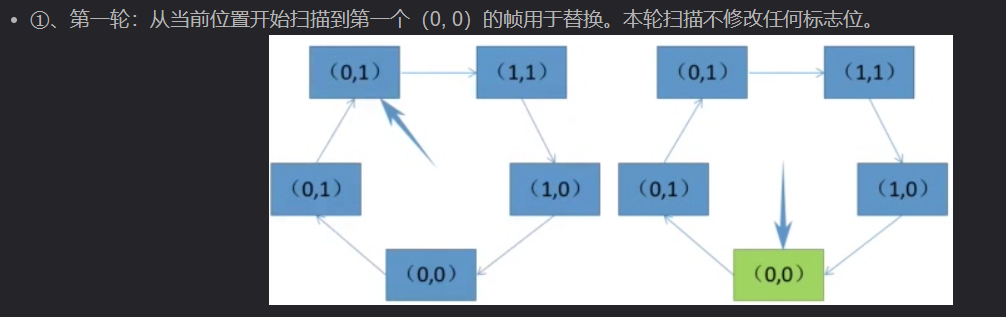 • ①、第一轮：从当前位置开始扫描到第一个（0, 0）的帧用于替换。本轮扫描不修改任何标志位。
（0,1） （1,1） （0,1） （1,1）
（0,1） （1,0） （0,1） （1,0）
（0,0） （0,0）